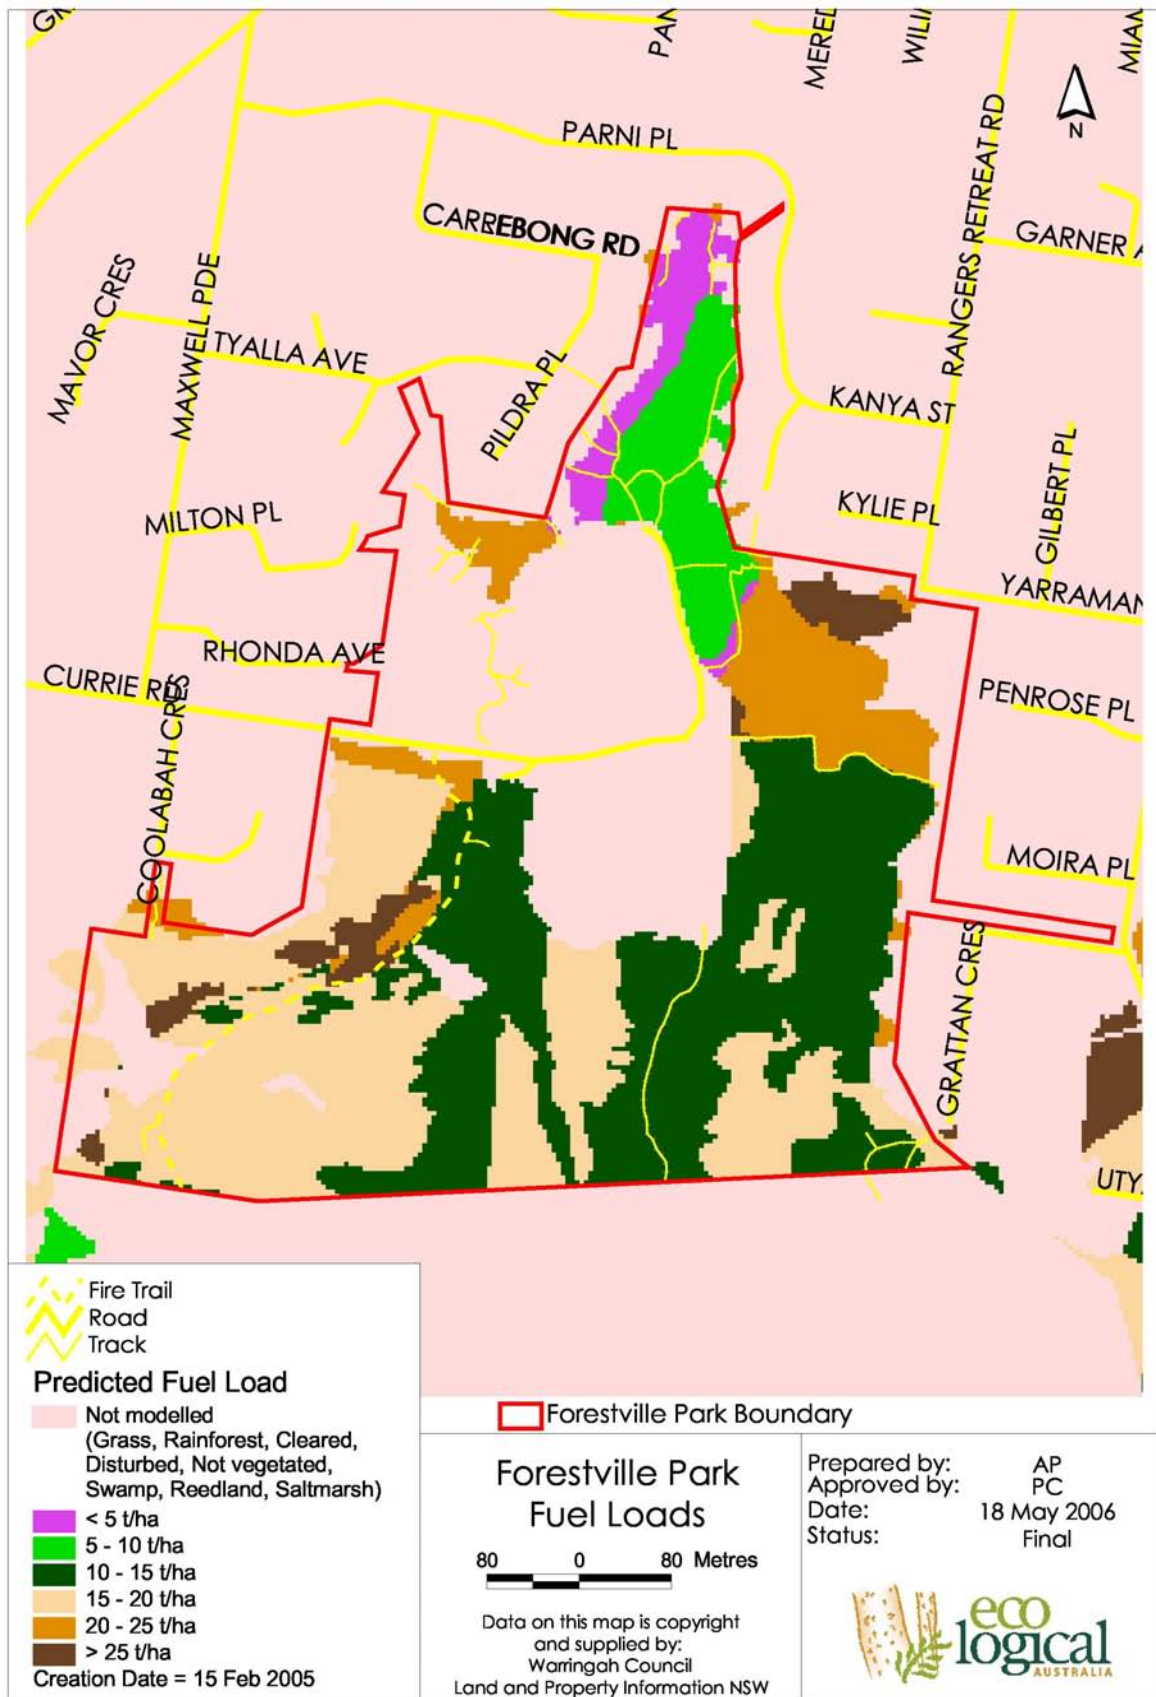 GR
PAN
MERED
WILI
MIAM
PARNI PL
N
RANGERS RETREAT RD
CARREBONG RD
GARNER A
MAVOR CRES
MAXWELL PDE
TYALLA AVE
PILDRA PL
KANYA ST
GILBERT PL
MILTON PL
KYLIE PL
YARRAMAN
RHONDA AVE
CURRIE RD
COOLABAH CRES
PENROSE PL
MOIRA PL
GRATTAN CRES
UTY
Fire Trail
Road
Track
Predicted Fuel Load
Not modelled
(Grass, Rainforest, Cleared,
Disturbed, Not vegetated,
Swamp, Reedland, Saltmarsh)
< 5 t/ha
5 - 10 t/ha
10 - 15 t/ha
15 - 20 t/ha
20 - 25 t/ha
> 25 t/ha
Creation Date = 15 Feb 2005
Forestville Park Boundary
Forestville Park
Fuel Loads
80 0 80 Metres
Data on this map is copyright
and supplied by:
Warringah Council
Land and Property Information NSW
Prepared by: AP
Approved by: PC
Date: 18 May 2006
Status: Final
eco
logical
AUSTRALIA